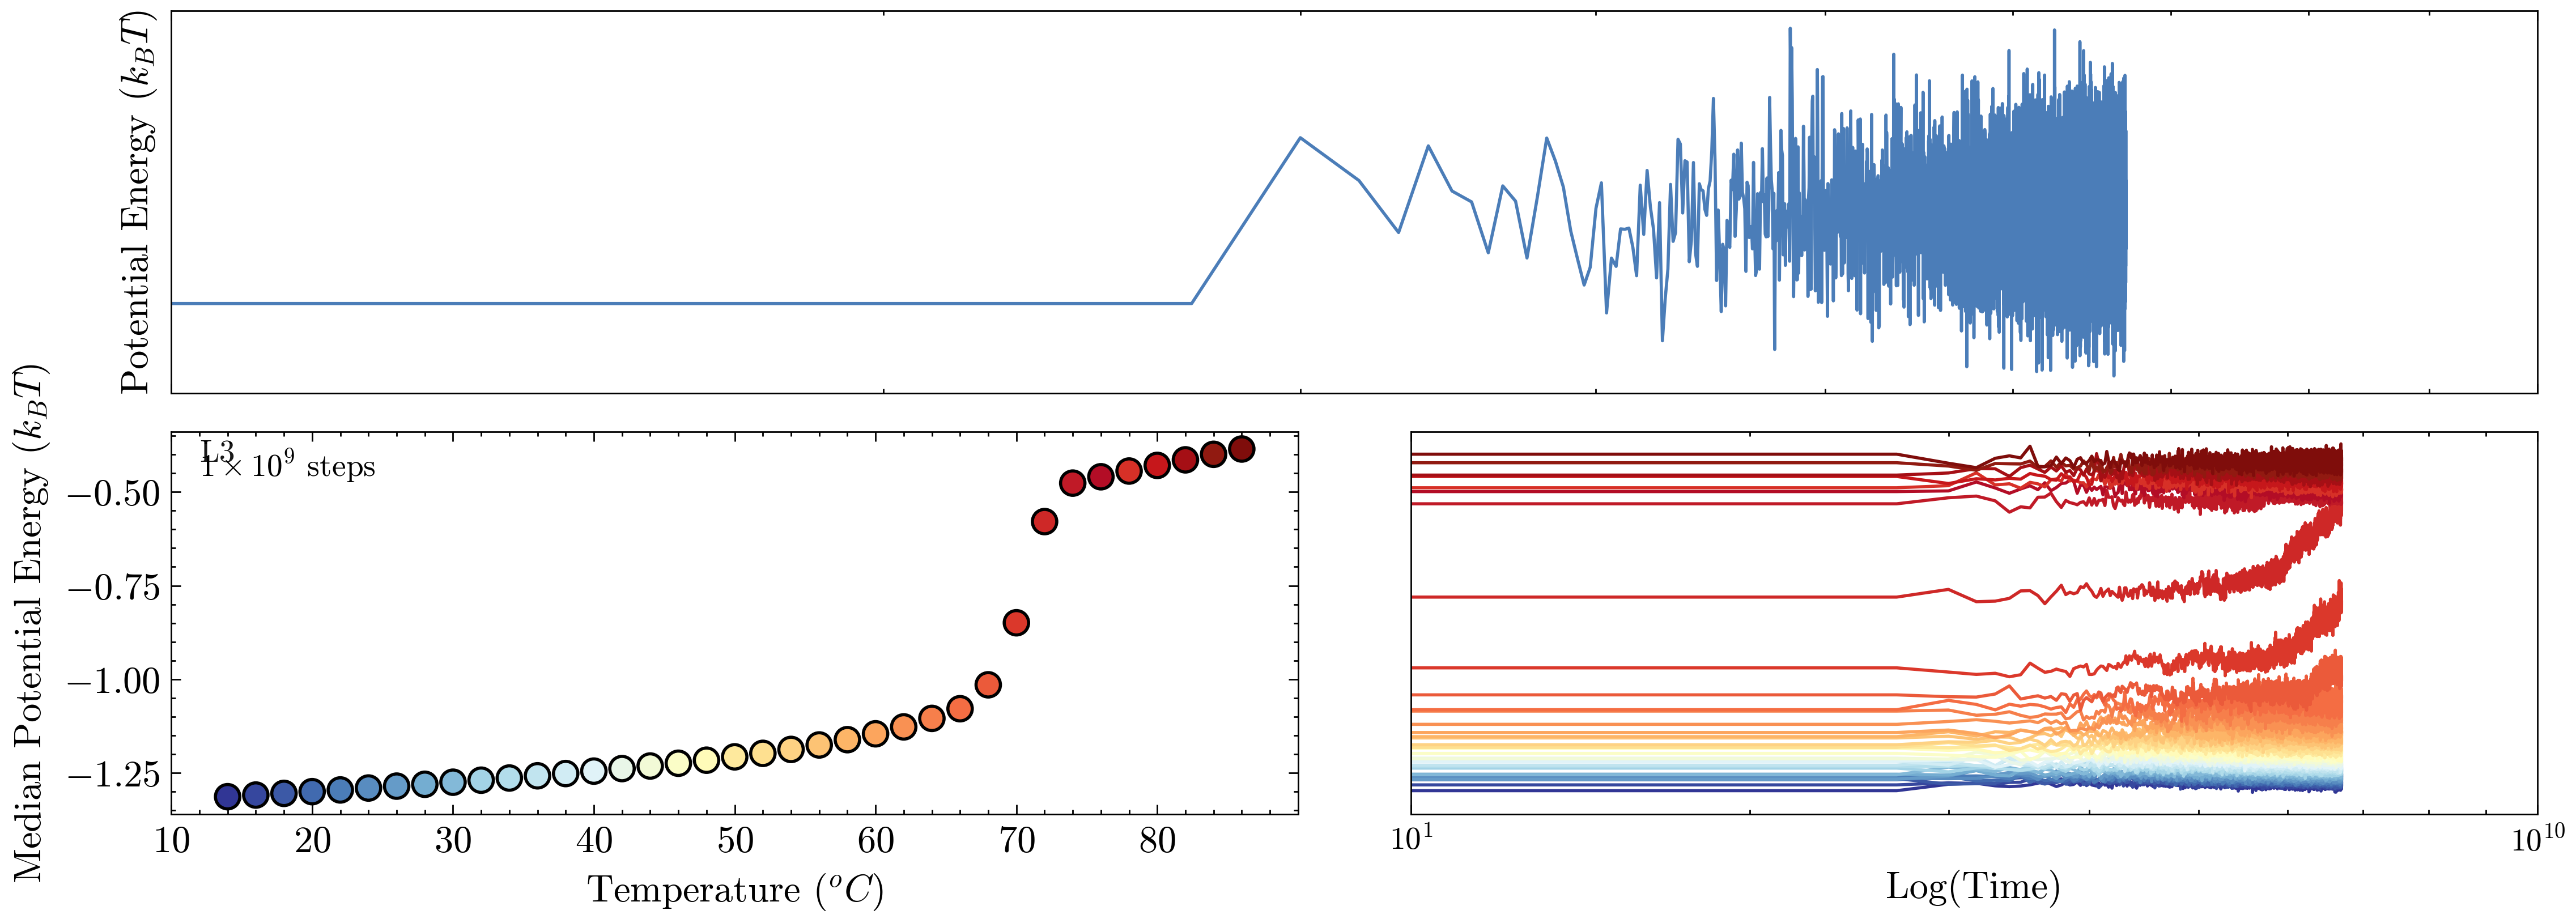 Potential Energy (k_BT)
Median Potential Energy (k_BT)
L3
1 × 10^9 steps
−0.50
−0.75
−1.00
−1.25
10 20 30 40 50 60 70 80
Temperature (^oC)
10^1 10^10
Log(Time)